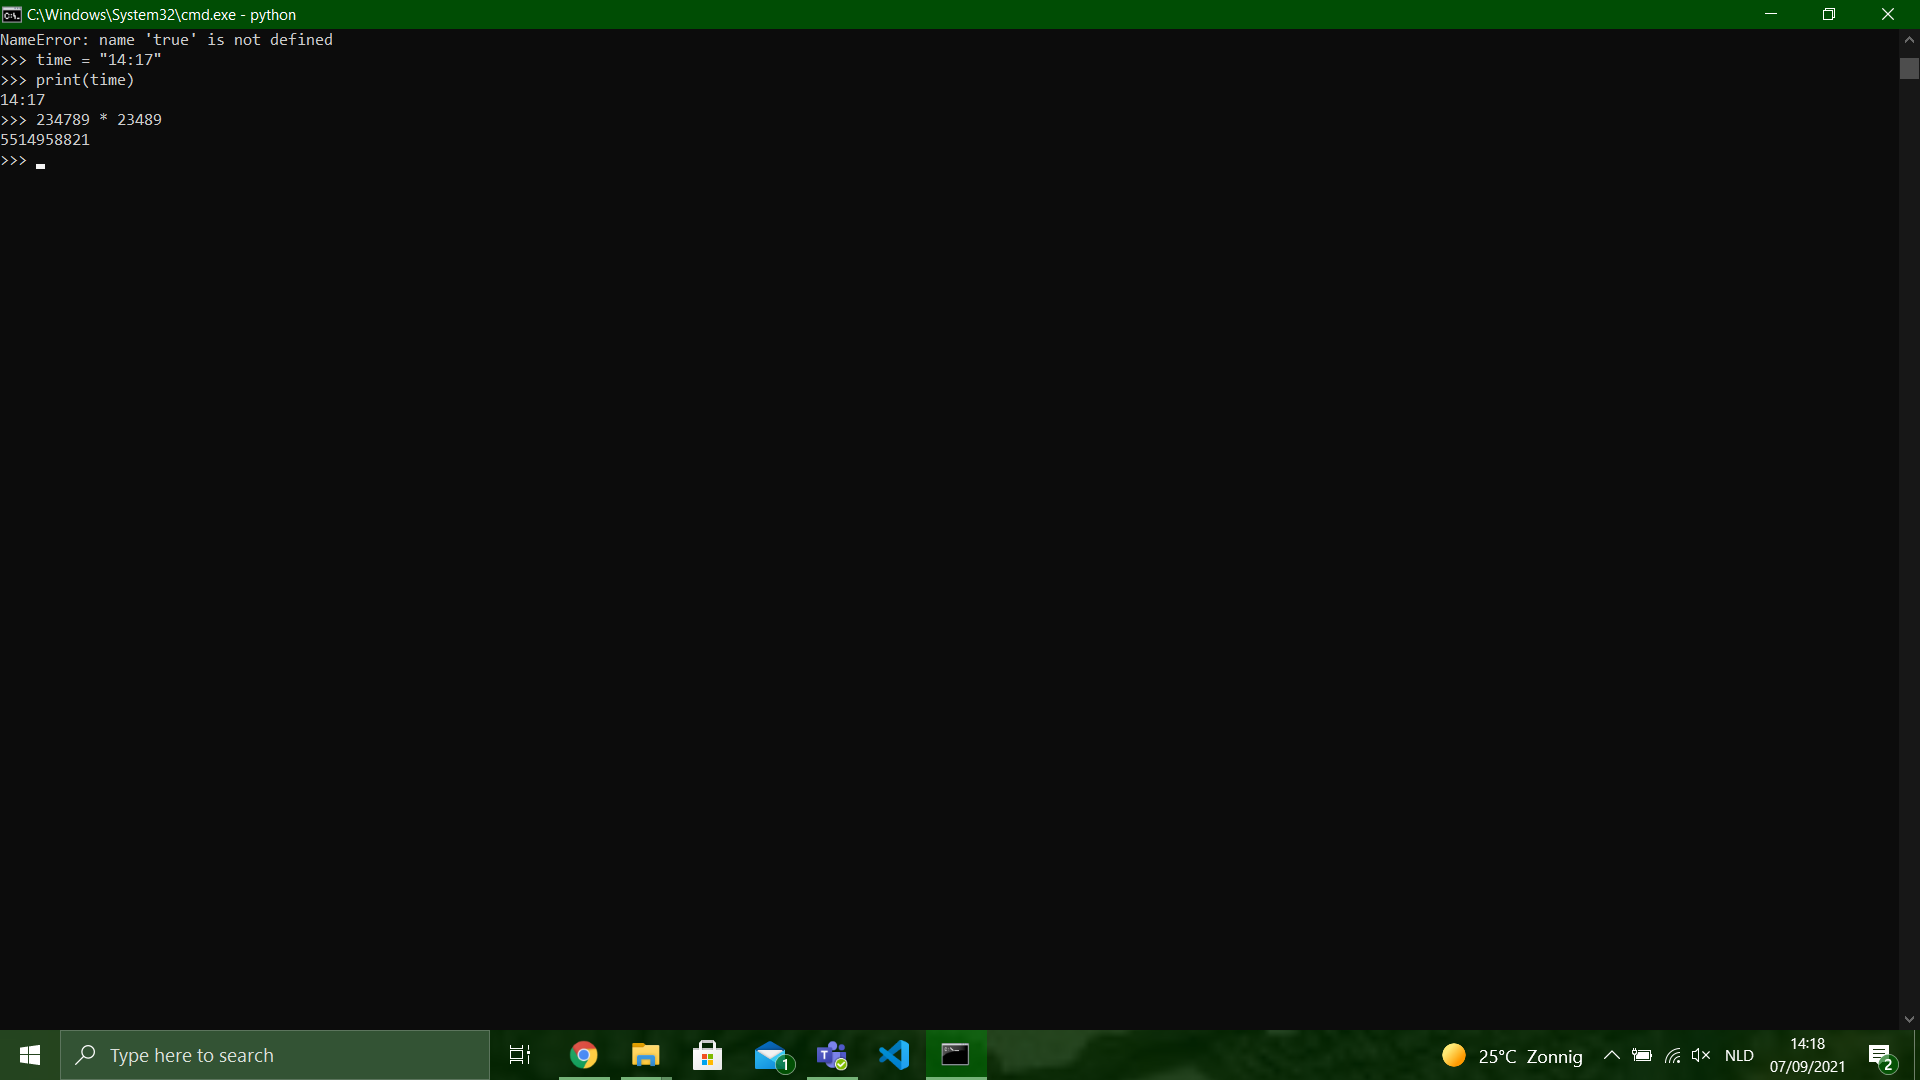 C:\Windows\System32\cmd.exe - python
NameError: name 'true' is not defined
>>> time = "14:17"
>>> print(time)
14:17
>>> 234789 * 23489
5514958821
>>>
Type here to search
1
25°C Zonnig
NLD
14:18
07/09/2021
2